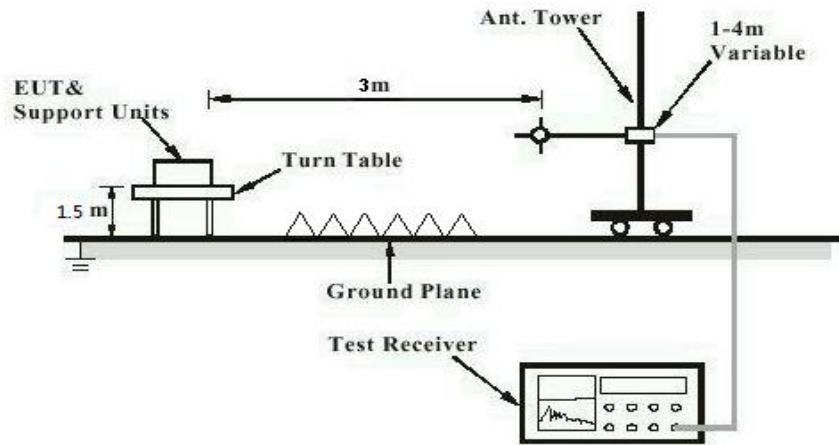 Ant. Tower
1-4m
Variable
3m
EUT&
Support Units
Turn Table
1.5 m
Ground Plane
Test Receiver